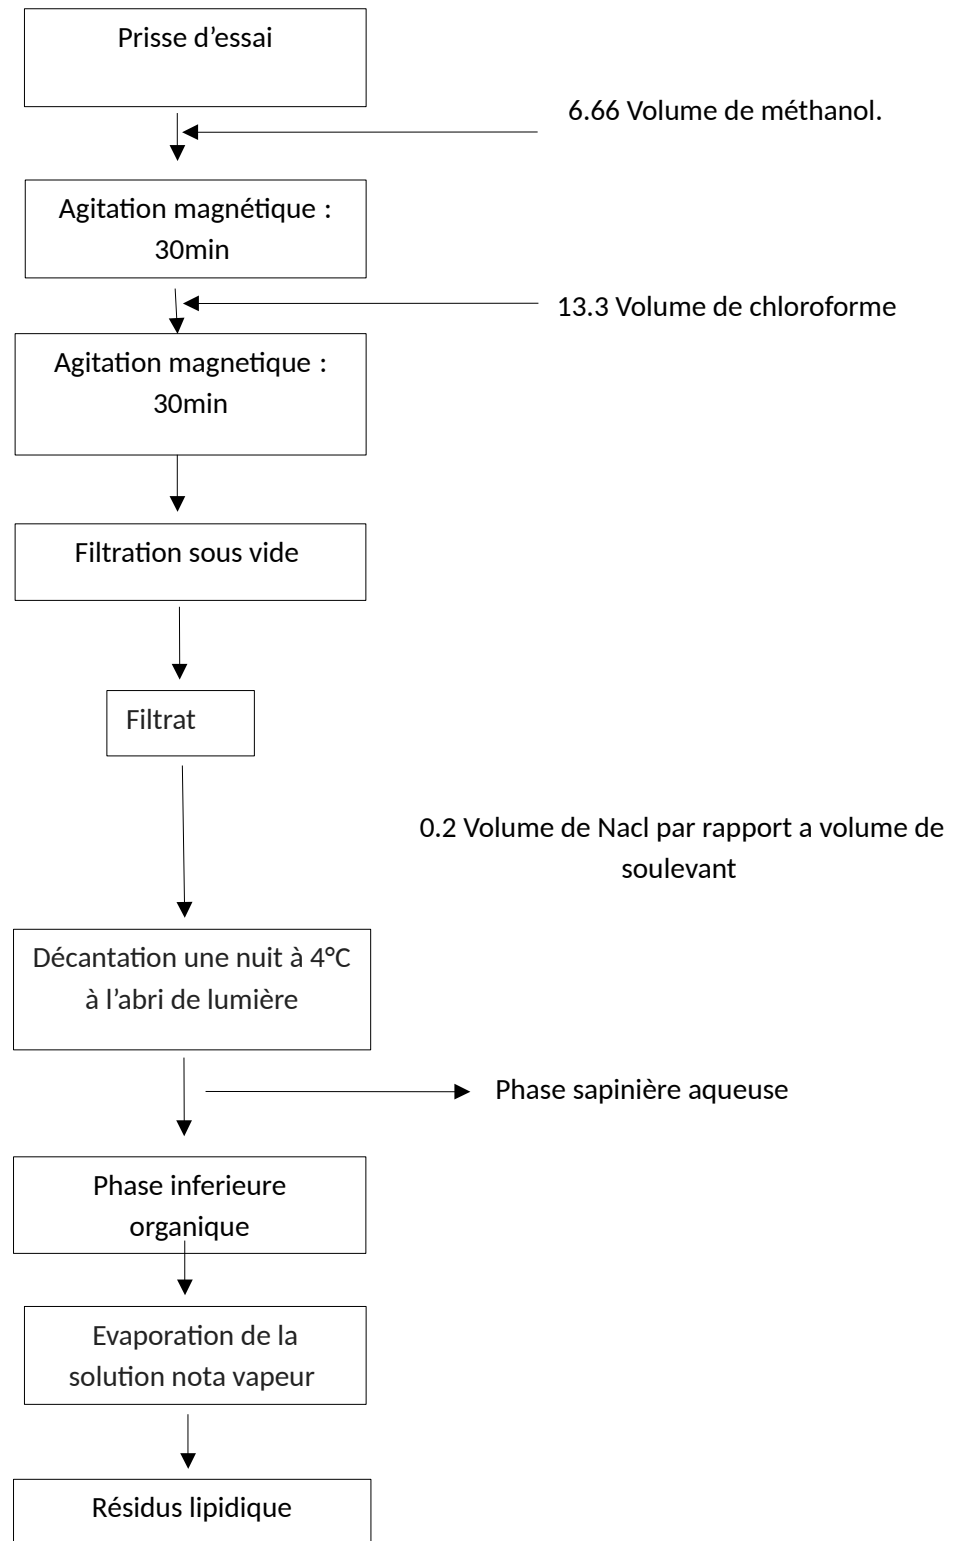 Prisse d’essai
6.66 Volume de méthanol.
Agitation magnétique :
30min
13.3 Volume de chloroforme
Agitation magnetique :
30min
Filtration sous vide
Filtrat
0.2 Volume de Nacl par rapport a volume de
soulevant
Décantation une nuit à 4°C
à l’abri de lumière
Phase sapinière aqueuse
Phase inferieure
organique
Evaporation de la
solution nota vapeur
Résidus lipidique